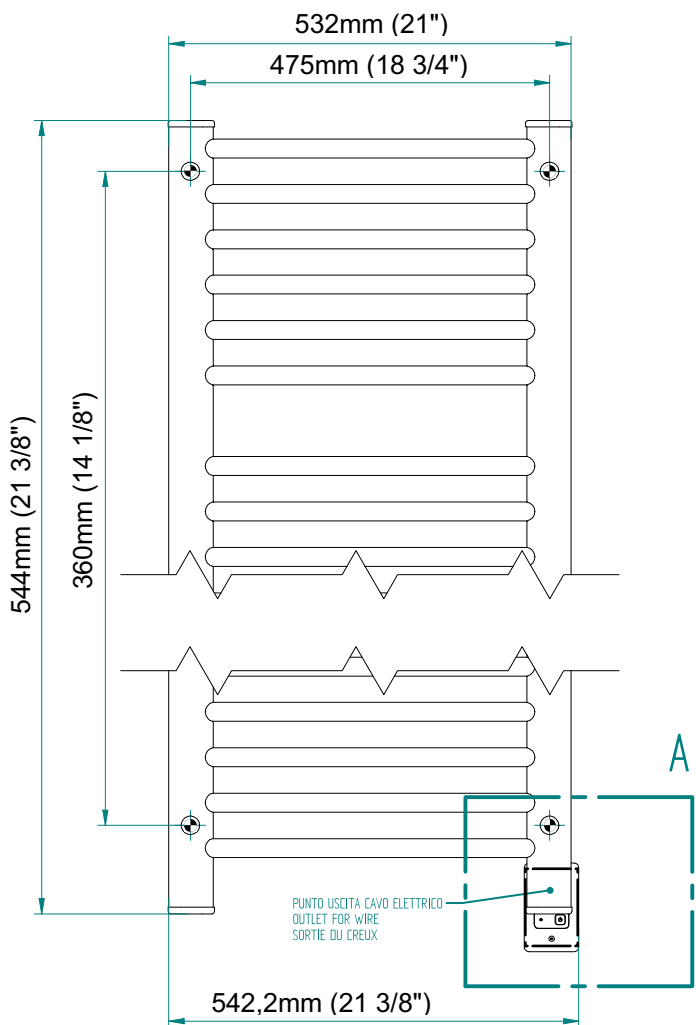 532mm (21")
475mm (18 3/4")
544mm (21 3/8")
360mm (14 1/8")
A
PUNTO USCITA CAVO ELETTRICO
OUTLET FOR WIRE
SORTIE DU CREUX
542,2mm (21 3/8")